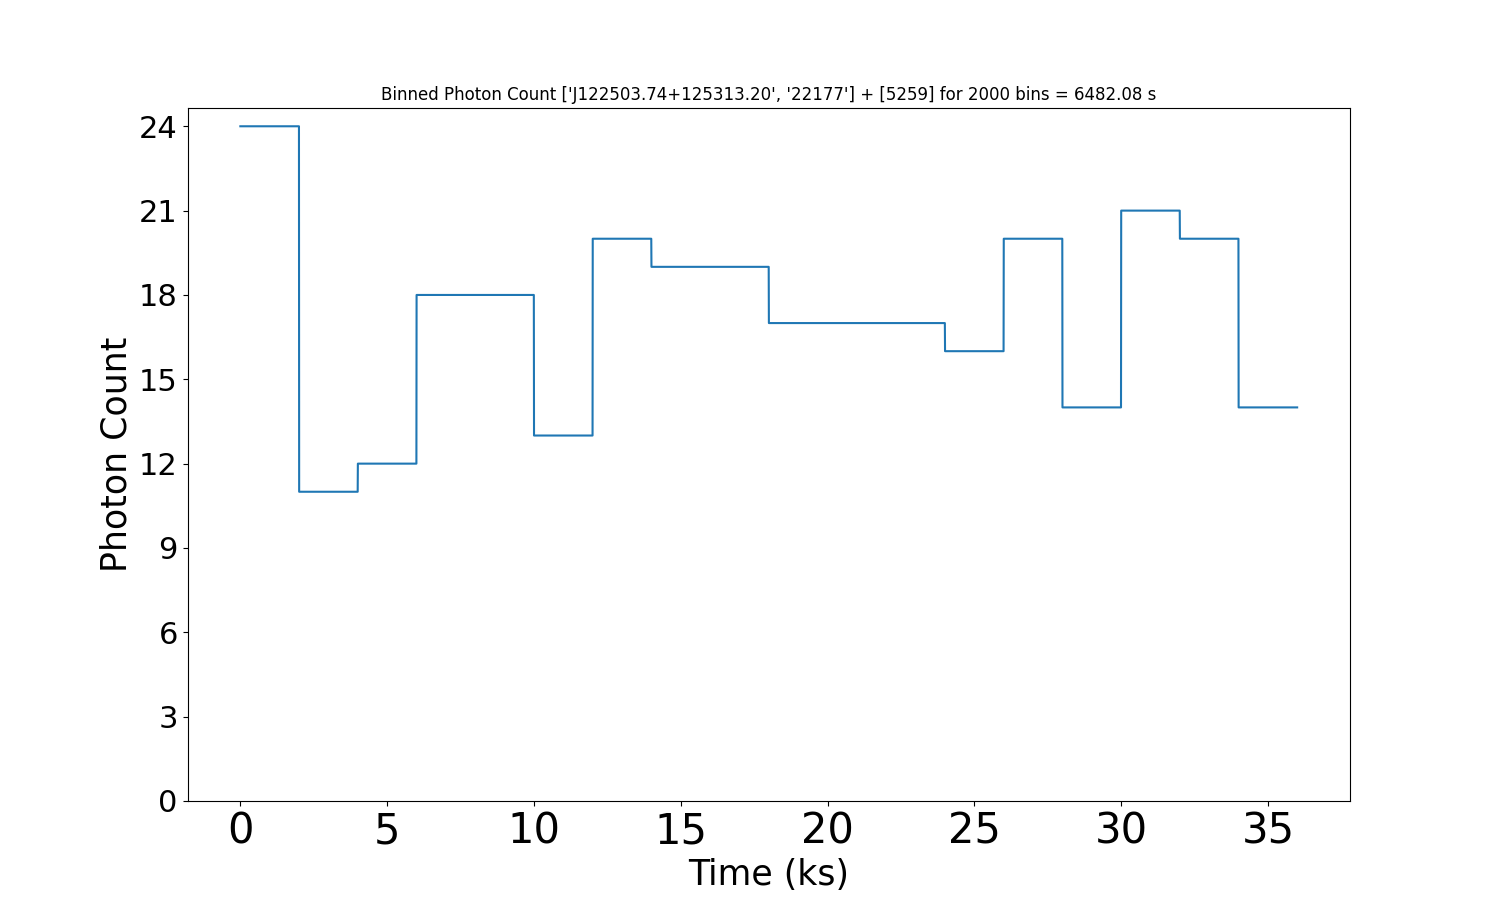 Binned Photon Count ['J122503.74+125313.20', '22177'] + [5259] for 2000 bins = 6482.08 s
24
21
18
15
12
9
6
3
0
Photon Count
0 5 10 15 20 25 30 35
Time (ks)